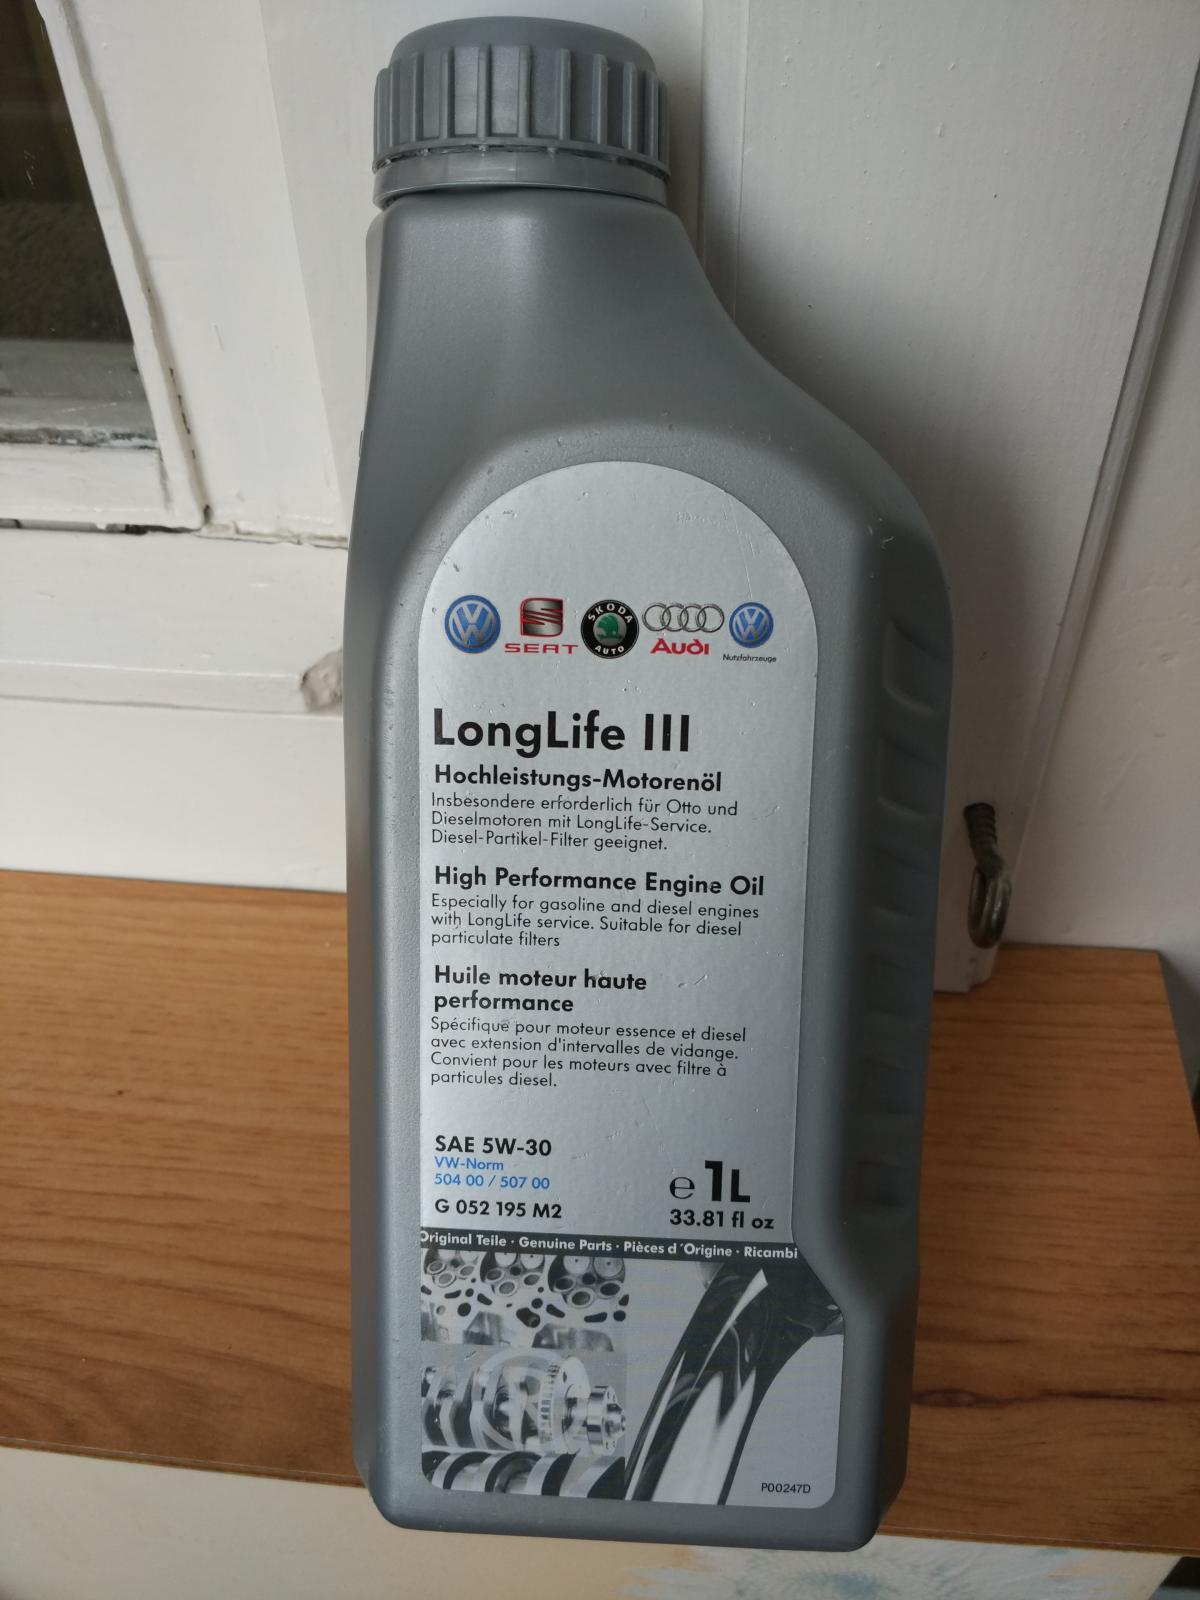 SEAT
SKODA
AUTO
Audi
Nutzfahrzeuge
LongLife III
Hochleistungs-Motorenöl
Insbesondere erforderlich für Otto und
Dieselmotoren mit LongLife-Service.
Diesel-Partikel-Filter geeignet.
High Performance Engine Oil
Especially for gasoline and diesel engines
with LongLife service. Suitable for diesel
particulate filters
Huile moteur haute
performance
Spécifique pour moteur essence et diesel
avec extension d'intervalles de vidange.
Convient pour les moteurs avec filtre à
particules diesel.
SAE 5W-30
VW-Norm
504 00 / 507 00
G 052 195 M2
e 1L
33.81 fl oz
Original Teile · Genuine Parts · Pièces d´Origine · Ricambi
P00247D